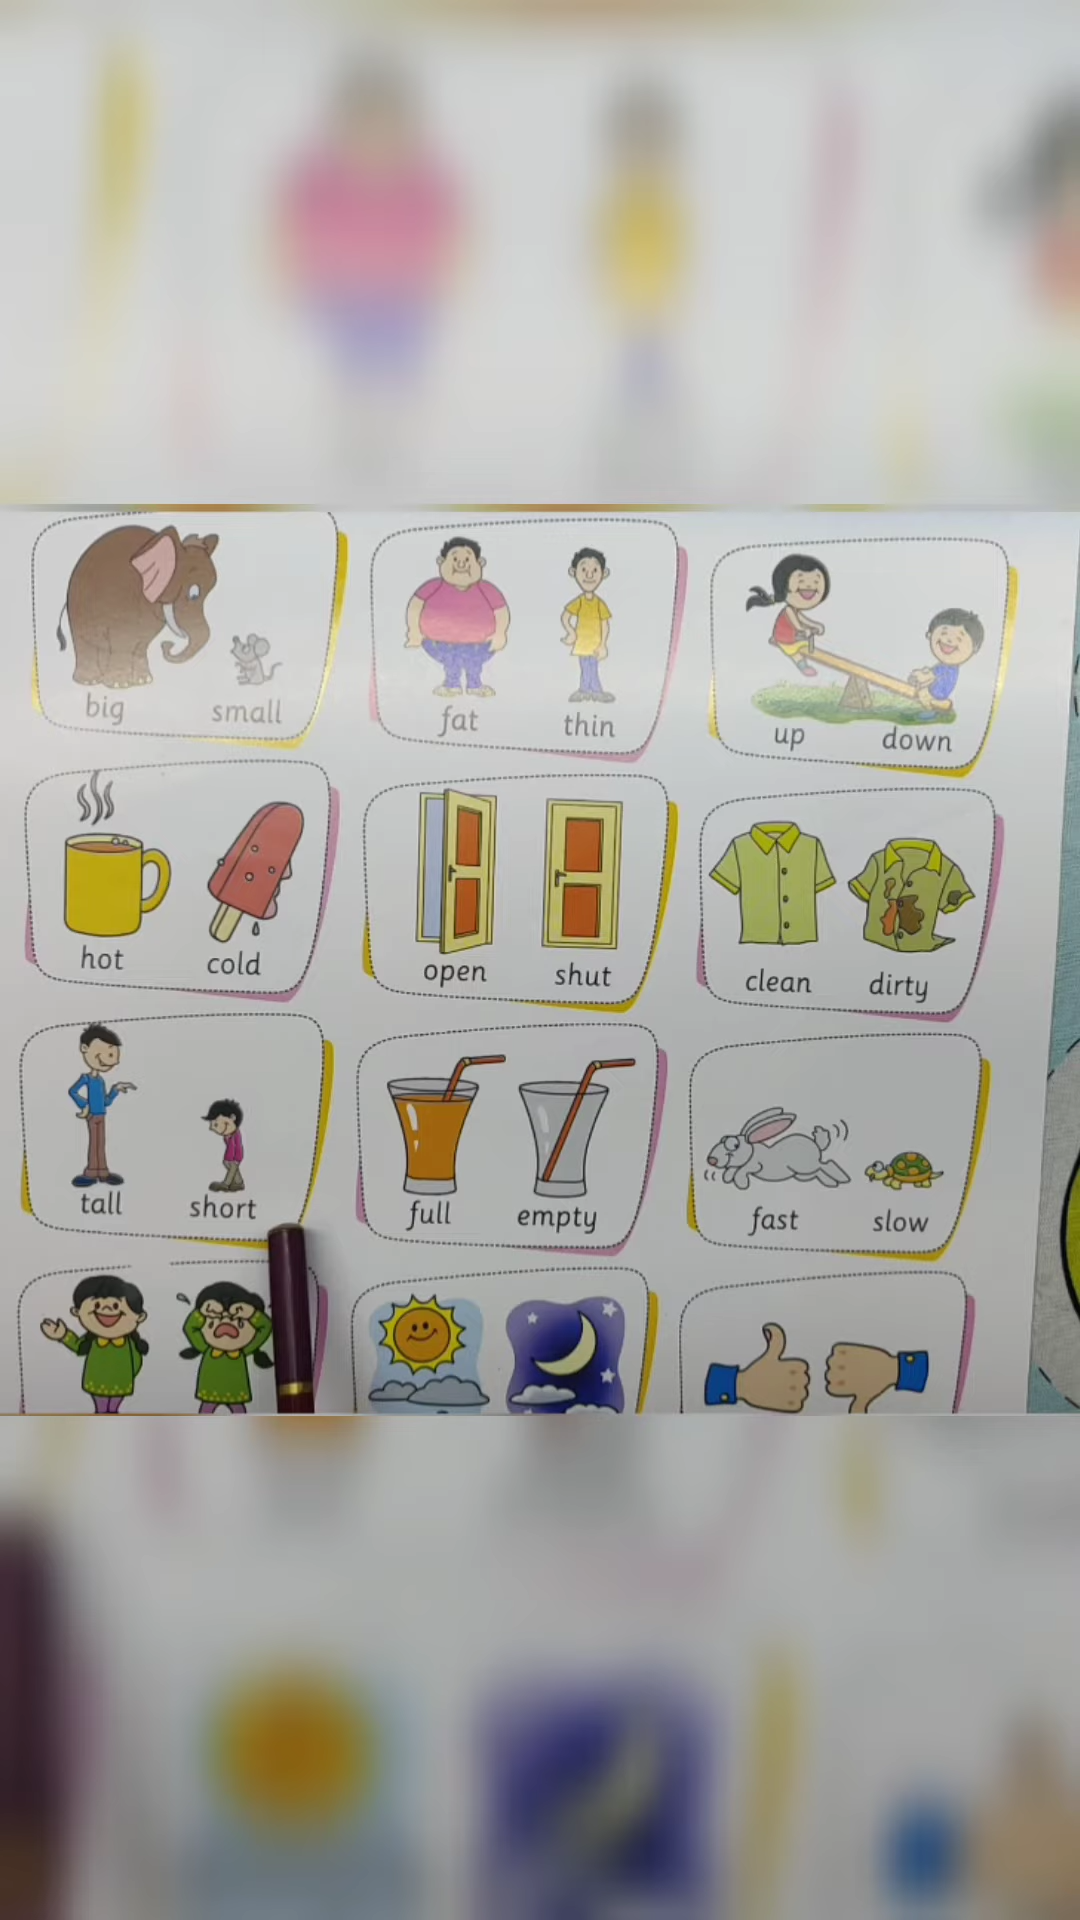 big small
fat thin
up down
hot cold
open shut
clean dirty
tall short
full empty
fast slow